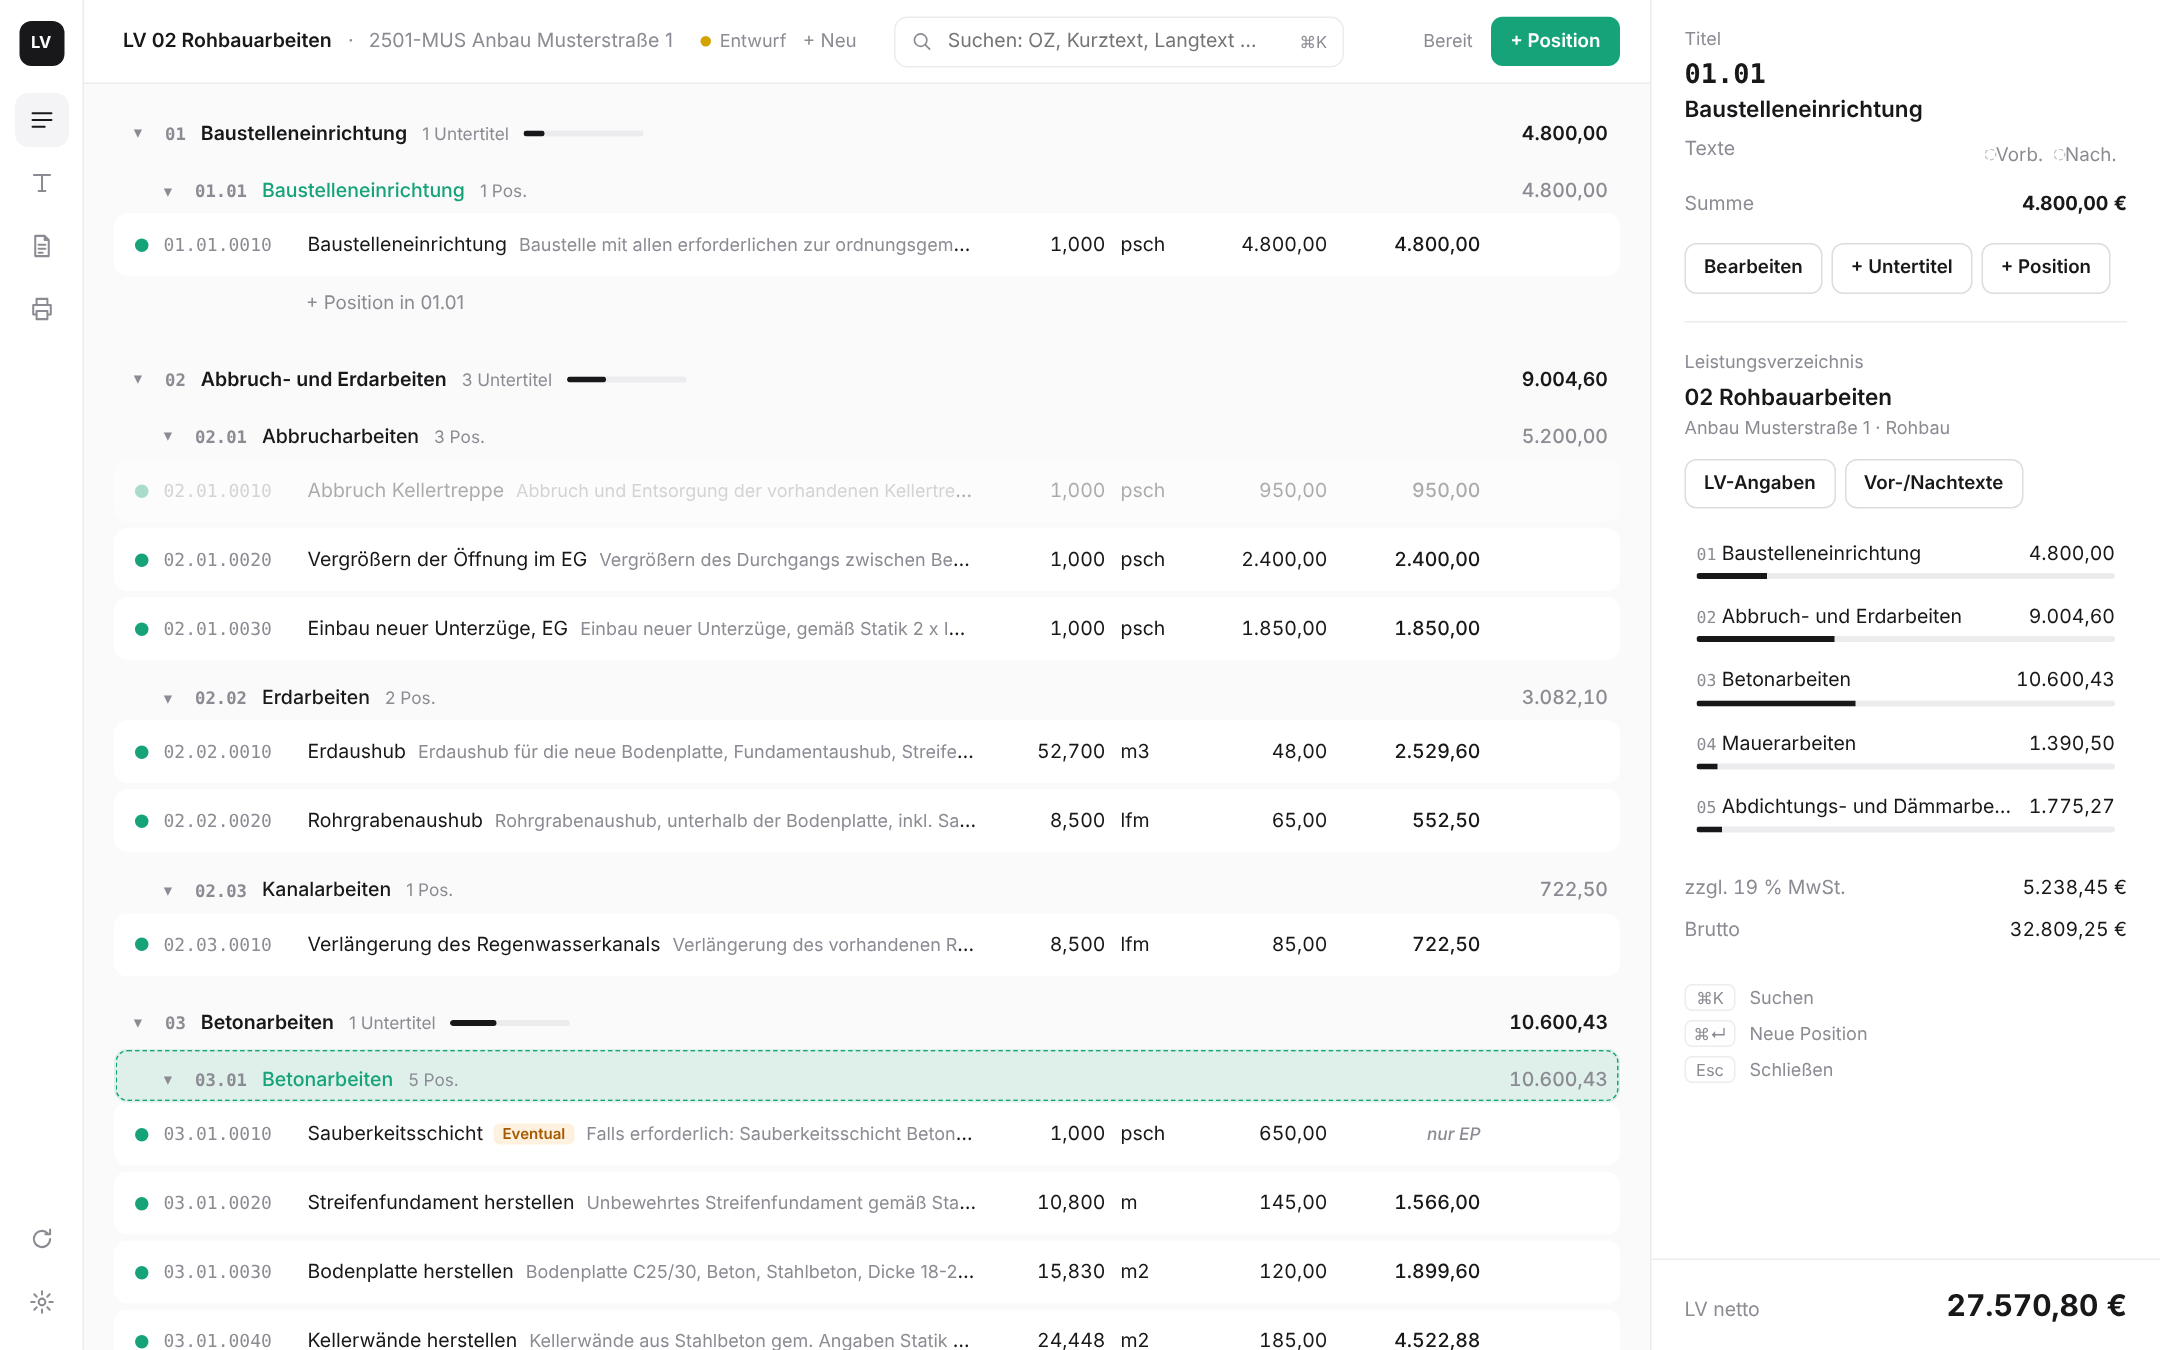 LV
LV 02 Rohbauarbeiten · 2501-MUS Anbau Musterstraße 1 Entwurf + Neu
Suchen: OZ, Kurztext, Langtext ... ⌘K
Bereit + Position
01 Baustelleneinrichtung 1 Untertitel 4.800,00
01.01 Baustelleneinrichtung 1 Pos. 4.800,00
01.01.0010 Baustelleneinrichtung Baustelle mit allen erforderlichen zur ordnungsgem... 1,000 psch 4.800,00 4.800,00
+ Position in 01.01
02 Abbruch- und Erdarbeiten 3 Untertitel 9.004,60
02.01 Abbrucharbeiten 3 Pos. 5.200,00
02.01.0010 Abbruch Kellertreppe Abbruch und Entsorgung der vorhandenen Kellertre... 1,000 psch 950,00 950,00
02.01.0020 Vergrößern der Öffnung im EG Vergrößern des Durchgangs zwischen Be... 1,000 psch 2.400,00 2.400,00
02.01.0030 Einbau neuer Unterzüge, EG Einbau neuer Unterzüge, gemäß Statik 2 x I... 1,000 psch 1.850,00 1.850,00
02.02 Erdarbeiten 2 Pos. 3.082,10
02.02.0010 Erdaushub Erdaushub für die neue Bodenplatte, Fundamentaushub, Streife... 52,700 m3 48,00 2.529,60
02.02.0020 Rohrgrabenaushub Rohrgrabenaushub, unterhalb der Bodenplatte, inkl. Sa... 8,500 lfm 65,00 552,50
02.03 Kanalarbeiten 1 Pos. 722,50
02.03.0010 Verlängerung des Regenwasserkanals Verlängerung des vorhandenen R... 8,500 lfm 85,00 722,50
03 Betonarbeiten 1 Untertitel 10.600,43
03.01 Betonarbeiten 5 Pos. 10.600,43
03.01.0010 Sauberkeitsschicht Eventual Falls erforderlich: Sauberkeitsschicht Beton... 1,000 psch 650,00 nur EP
03.01.0020 Streifenfundament herstellen Unbewehrtes Streifenfundament gemäß Sta... 10,800 m 145,00 1.566,00
03.01.0030 Bodenplatte herstellen Bodenplatte C25/30, Beton, Stahlbeton, Dicke 18-2... 15,830 m2 120,00 1.899,60
03.01.0040 Kellerwände herstellen Kellerwände aus Stahlbeton gem. Angaben Statik ... 24,448 m2 185,00 4.522,88
Titel
01.01
Baustelleneinrichtung
Texte Vorb. Nach.
Summe 4.800,00 €
Bearbeiten + Untertitel + Position
Leistungsverzeichnis
02 Rohbauarbeiten
Anbau Musterstraße 1 · Rohbau
LV-Angaben Vor-/Nachtexte
01 Baustelleneinrichtung 4.800,00
02 Abbruch- und Erdarbeiten 9.004,60
03 Betonarbeiten 10.600,43
04 Mauerarbeiten 1.390,50
05 Abdichtungs- und Dämmarbe... 1.775,27
zzgl. 19 % MwSt. 5.238,45 €
Brutto 32.809,25 €
⌘K Suchen
⌘↵ Neue Position
Esc Schließen
LV netto 27.570,80 €